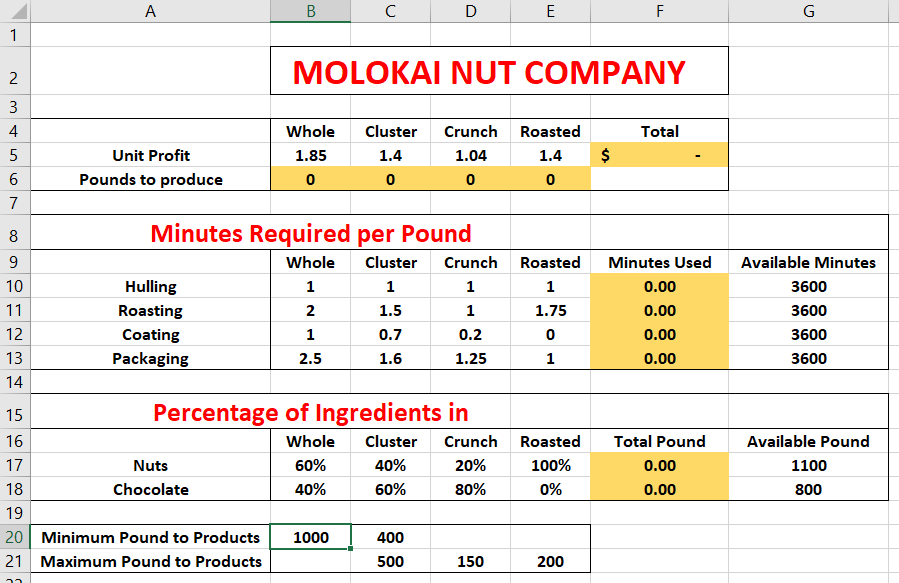 A B C D E F G
1
2 MOLOKAI NUT COMPANY
3
4 Whole Cluster Crunch Roasted Total
5 Unit Profit 1.85 1.4 1.04 1.4 $ -
6 Pounds to produce 0 0 0 0
7
8 Minutes Required per Pound
9 Whole Cluster Crunch Roasted Minutes Used Available Minutes
10 Hulling 1 1 1 1 0.00 3600
11 Roasting 2 1.5 1 1.75 0.00 3600
12 Coating 1 0.7 0.2 0 0.00 3600
13 Packaging 2.5 1.6 1.25 1 0.00 3600
14
15 Percentage of Ingredients in
16 Whole Cluster Crunch Roasted Total Pound Available Pound
17 Nuts 60% 40% 20% 100% 0.00 1100
18 Chocolate 40% 60% 80% 0% 0.00 800
19
20 Minimum Pound to Products 1000 400
21 Maximum Pound to Products 500 150 200